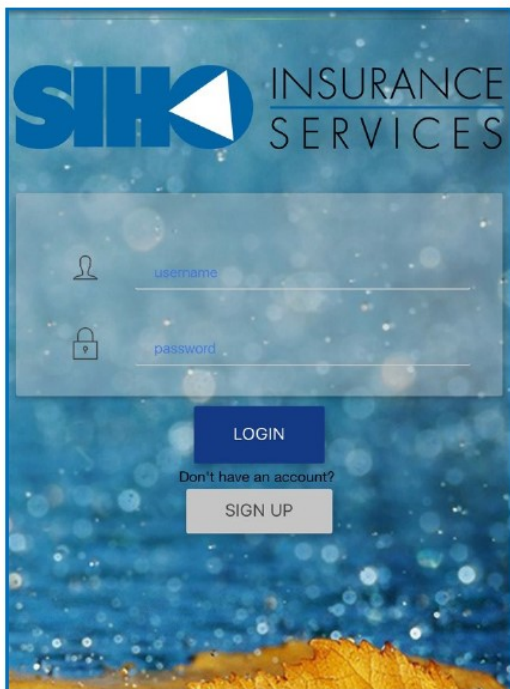 SIHO INSURANCE
SERVICES
username
password
LOGIN
Don't have an account?
SIGN UP